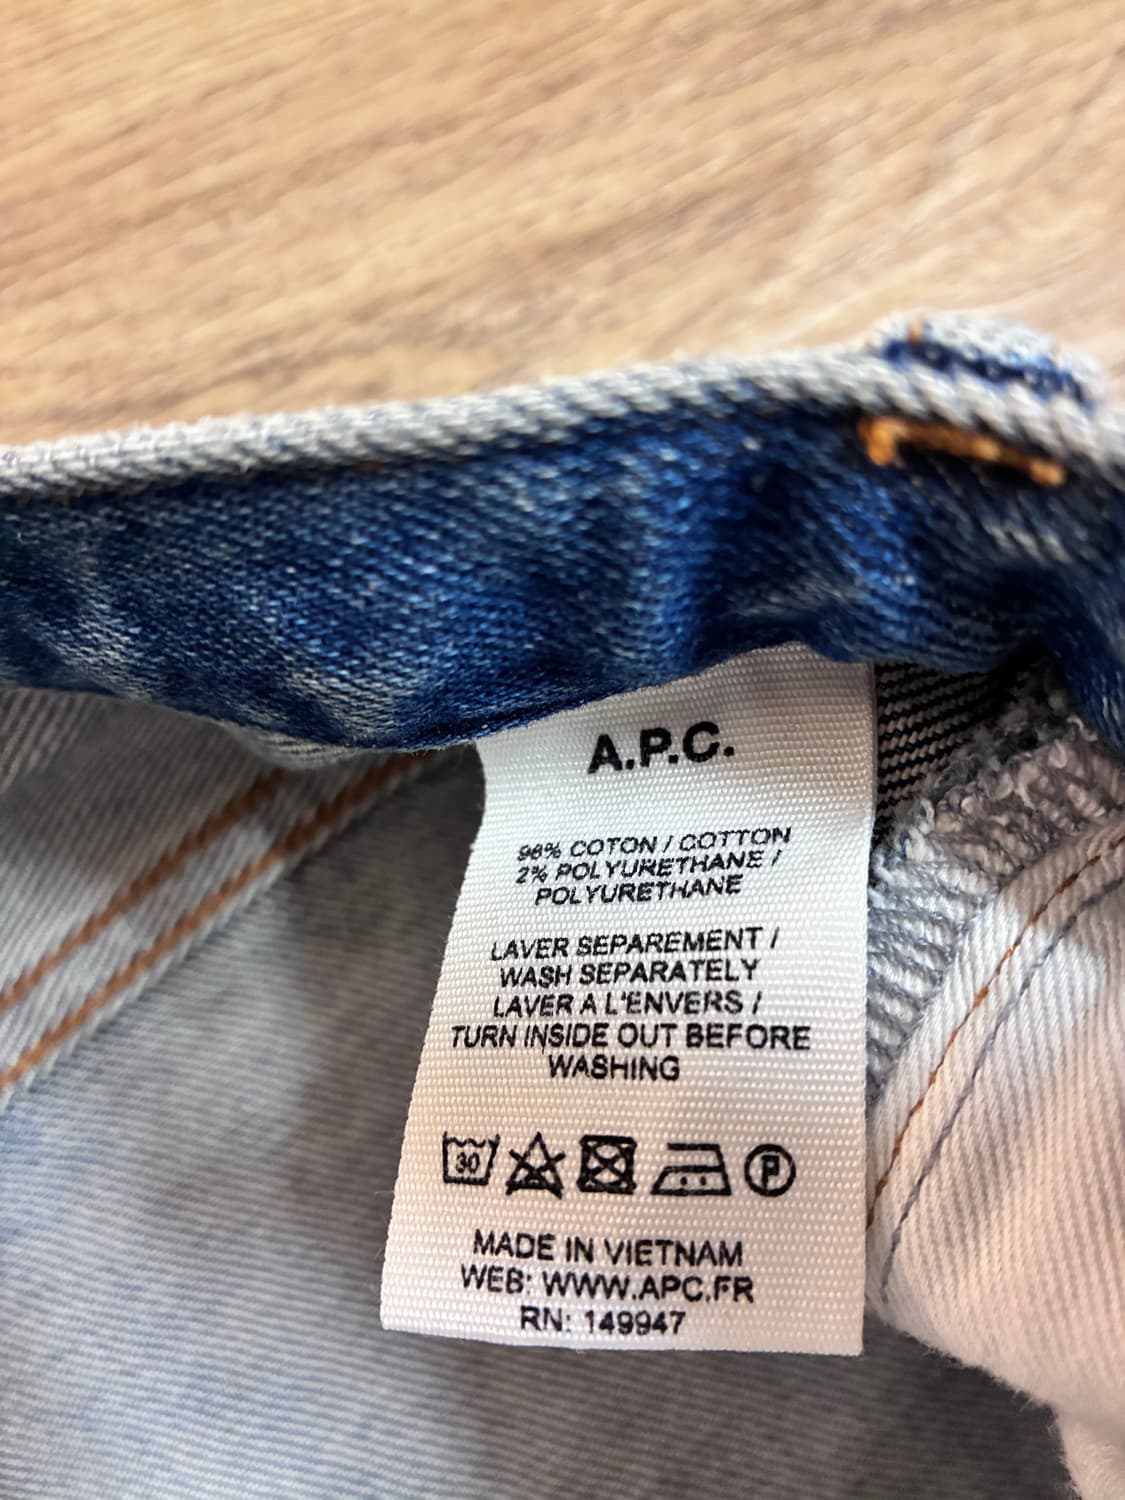 A.P.C.
98% COTON / COTTON
2% POLYURETHANE /
POLYURETHANE
LAVER SEPAREMENT /
WASH SEPARATELY
LAVER A L'ENVERS /
TURN INSIDE OUT BEFORE
WASHING
30
P
MADE IN VIETNAM
WEB: WWW.APC.FR
RN: 149947